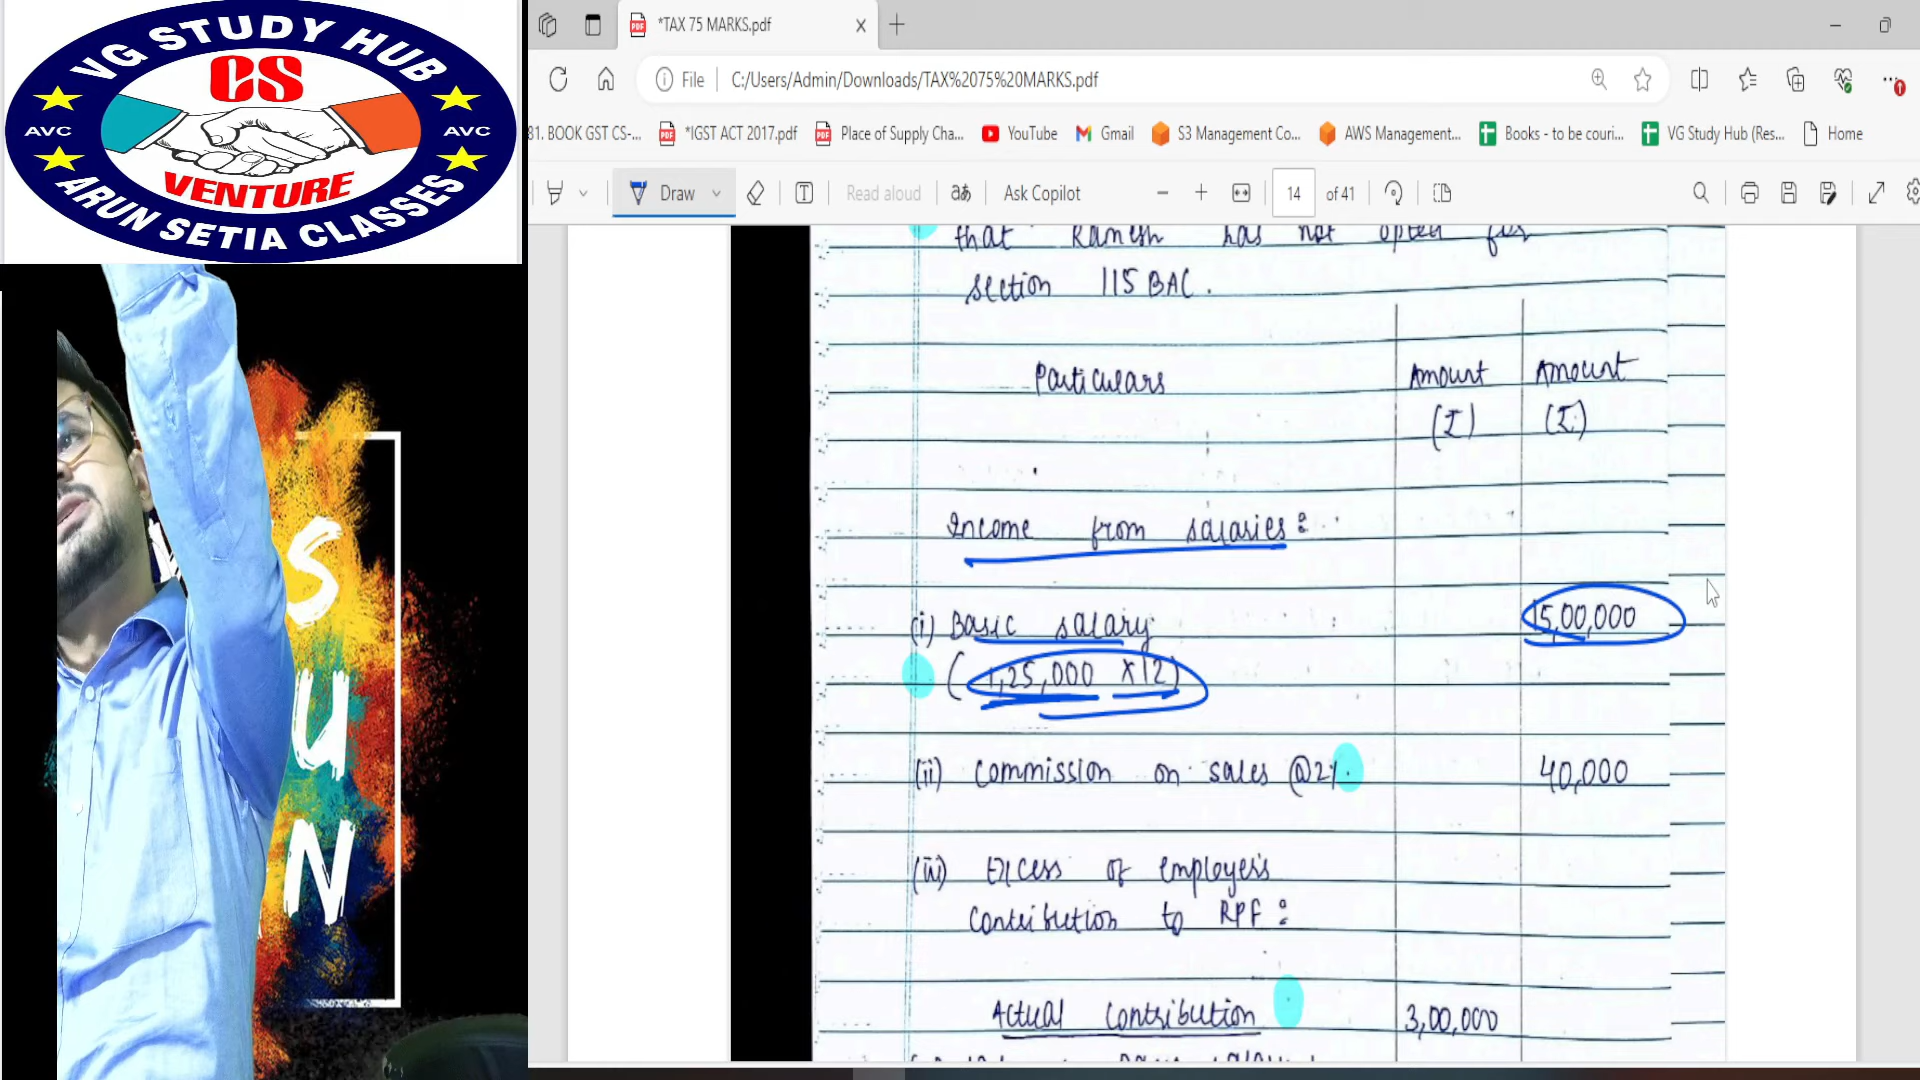 VG STUDY HUB
CS
AVC
AVC
VENTURE
ARUN SETIA CLASSES
S
U
N
*TAX 75 MARKS.pdf
File
C:/Users/Admin/Downloads/TAX%2075%20MARKS.pdf
31. BOOK GST CS-...
*IGST ACT 2017.pdf
Place of Supply Cha...
YouTube
Gmail
S3 Management Co...
AWS Management...
Books - to be couri...
VG Study Hub (Res...
Home
Draw
Read aloud
Ask Copilot
14
of 41
that Ramesh has not opted for
section 115 BAC.
Particulars
Amount
Amount
(₹)
(₹)
Income from salaries:
(i) Basic salary
15,00,000
(1,25,000 X12)
(ii) Commission on sales @2%.
40,000
(iii) Excess of employer's
contribution to RPF:
Actual Contribution
3,00,000